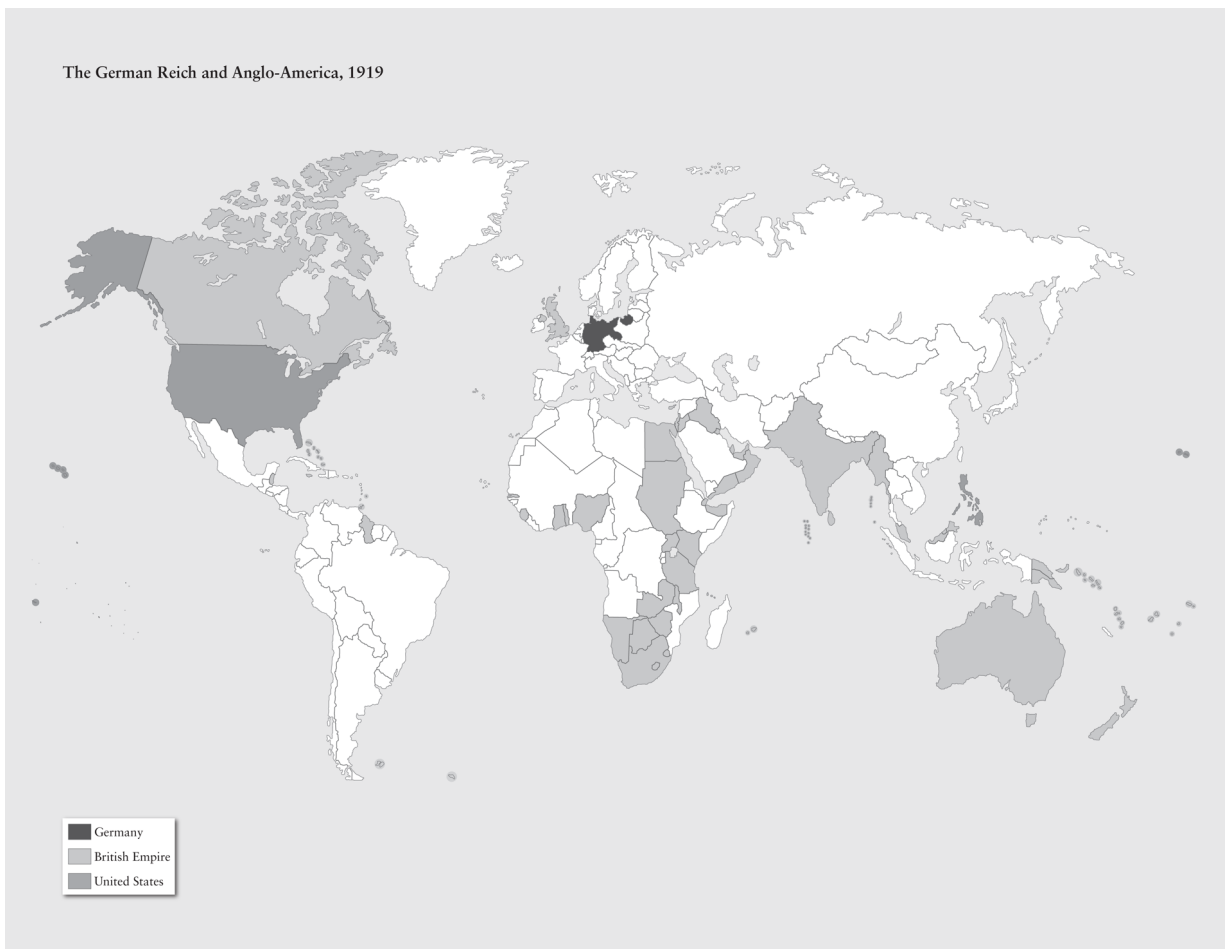 The German Reich and Anglo-America, 1919
Germany
British Empire
United States